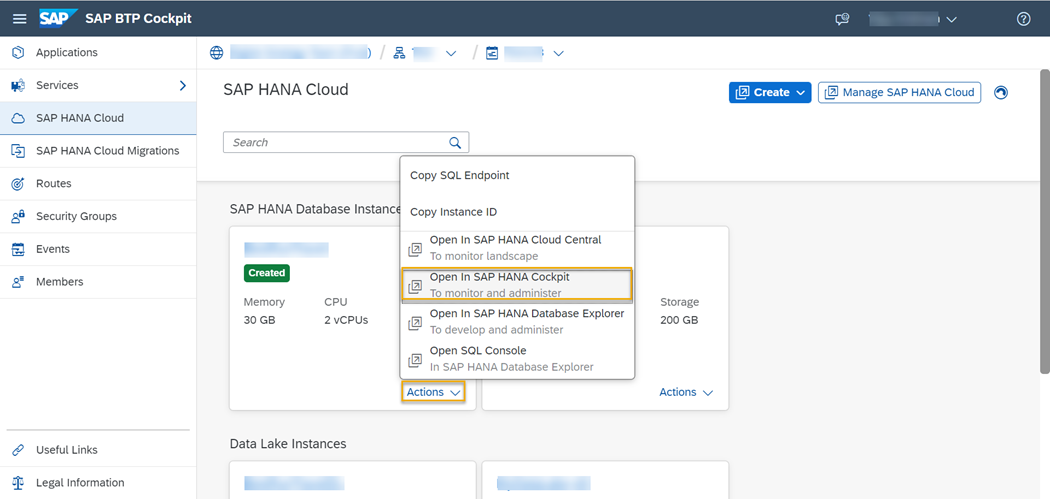 SAP SAP BTP Cockpit
Applications
Services
SAP HANA Cloud
SAP HANA Cloud Migrations
Routes
Security Groups
Events
Members
Useful Links
Legal Information
SAP HANA Cloud
Create
Manage SAP HANA Cloud
Search
SAP HANA Database Instance
Created
Memory
30 GB
CPU
2 vCPUs
Storage
200 GB
Copy SQL Endpoint
Copy Instance ID
Open In SAP HANA Cloud Central
To monitor landscape
Open In SAP HANA Cockpit
To monitor and administer
Open In SAP HANA Database Explorer
To develop and administer
Open SQL Console
In SAP HANA Database Explorer
Actions
Actions
Data Lake Instances